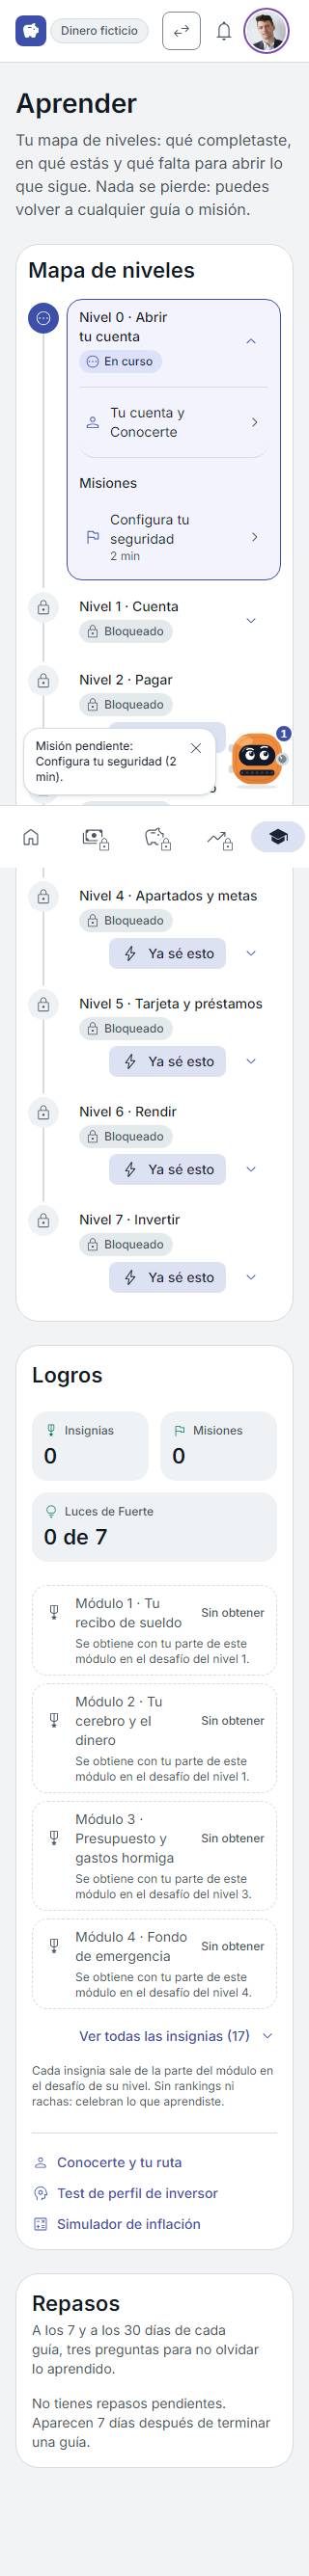 Dinero ficticio
Aprender
Tu mapa de niveles: qué completaste,
en qué estás y qué falta para abrir lo
que sigue. Nada se pierde: puedes
volver a cualquier guía o misión.
Mapa de niveles
Nivel 0 · Abrir
tu cuenta
En curso
Tu cuenta y
Conocerte
Misiones
Configura tu
seguridad
2 min
Nivel 1 · Cuenta
Bloqueado
Nivel 2 · Pagar
Bloqueado
Misión pendiente:
Configura tu seguridad (2
min).
1
Nivel 4 · Apartados y metas
Bloqueado
Ya sé esto
Nivel 5 · Tarjeta y préstamos
Bloqueado
Ya sé esto
Nivel 6 · Rendir
Bloqueado
Ya sé esto
Nivel 7 · Invertir
Bloqueado
Ya sé esto
Logros
Insignias
0
Misiones
0
Luces de Fuerte
0 de 7
Módulo 1 · Tu
recibo de sueldo
Sin obtener
Se obtiene con tu parte de este
módulo en el desafío del nivel 1.
Módulo 2 · Tu
cerebro y el
dinero
Sin obtener
Se obtiene con tu parte de este
módulo en el desafío del nivel 1.
Módulo 3 ·
Presupuesto y
gastos hormiga
Sin obtener
Se obtiene con tu parte de este
módulo en el desafío del nivel 3.
Módulo 4 · Fondo
de emergencia
Sin obtener
Se obtiene con tu parte de este
módulo en el desafío del nivel 4.
Ver todas las insignias (17)
Cada insignia sale de la parte del módulo en
el desafío de su nivel. Sin rankings ni
rachas: celebran lo que aprendiste.
Conocerte y tu ruta
Test de perfil de inversor
Simulador de inflación
Repasos
A los 7 y a los 30 días de cada
guía, tres preguntas para no olvidar
lo aprendido.
No tienes repasos pendientes.
Aparecen 7 días después de terminar
una guía.